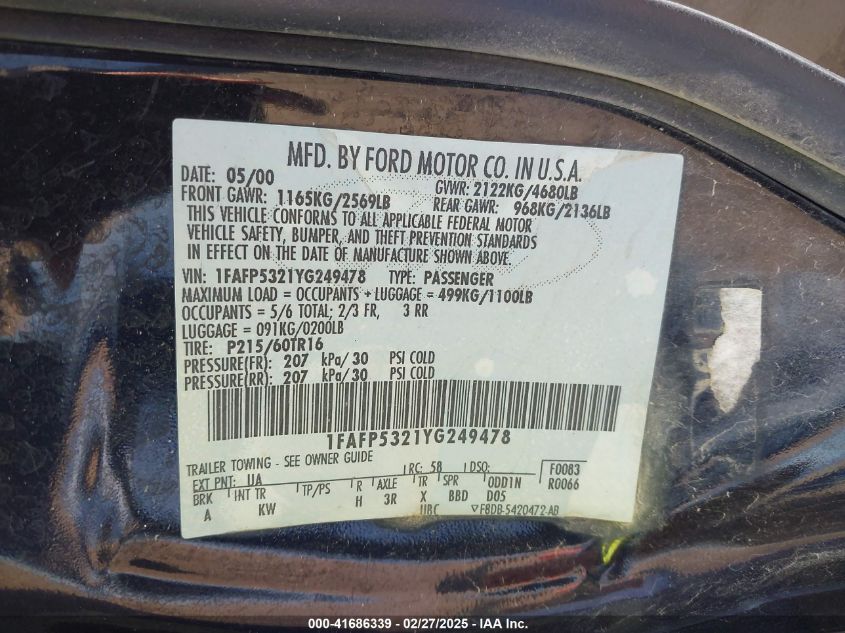 MFD. BY FORD MOTOR CO. IN U.S.A.
DATE: 05/00 GVWR: 2122KG/4680LB
FRONT GAWR: 1165KG/2569LB REAR GAWR: 968KG/2136LB
THIS VEHICLE CONFORMS TO ALL APPLICABLE FEDERAL MOTOR
VEHICLE SAFETY, BUMPER, AND THEFT PREVENTION STANDARDS
IN EFFECT ON THE DATE OF MANUFACTURE SHOWN ABOVE.
VIN: 1FAFP5321YG249478 TYPE: PASSENGER
MAXIMUM LOAD = OCCUPANTS + LUGGAGE = 499KG/1100LB
OCCUPANTS = 5/6 TOTAL; 2/3 FR, 3 RR
LUGGAGE = 091KG/0200LB
TIRE: P215/60TR16
PRESSURE(FR): 207 kPa/30 PSI COLD
PRESSURE(RR): 207 kPa/30 PSI COLD
1FAFP5321YG249478
TRAILER TOWING - SEE OWNER GUIDE
EXT PNT: UA RC: 58 DSO: F0083
BRK INT TR TP/PS R AXLE TR SPR ODD1N R0066
A KW H 3R X BBD D05
UBC ▽F8DB-5420472-AB
000-41686339 / 02/27/2025 - IAA Inc.